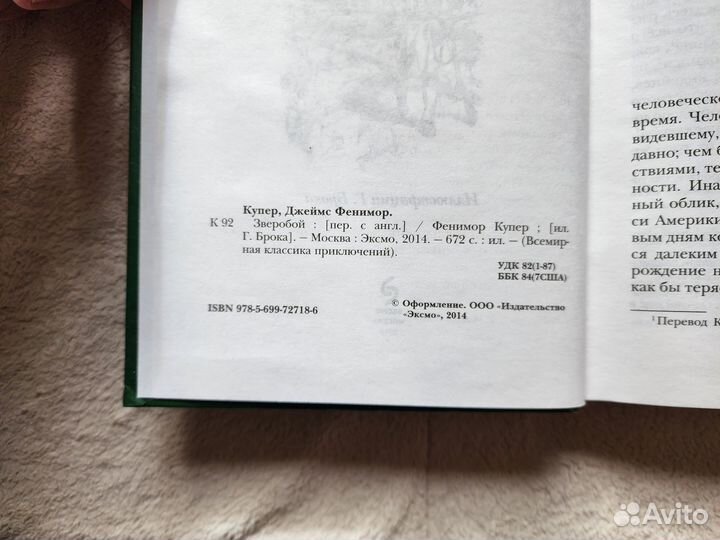 Иллюстрации Г. Брока
Купер, Джеймс Фенимор.
К 92 Зверобой : [пер. с англ.] / Фенимор Купер ; [ил.
Г. Брока]. – Москва : Эксмо, 2014. – 672 с. : ил. – (Всемир-
ная классика приключений).
УДК 82(1-87)
ББК 84(7США)
© Оформление. ООО «Издательство
«Эксмо», 2014
ISBN 978-5-699-72718-6
человеческо
время. Чело
видевшему,
давно; чем б
ствиями, те
ности. Ина
ный облик,
си Америки
вым дням ко
ся далеким
рождение н
как бы теря
¹Перевод К
Avito